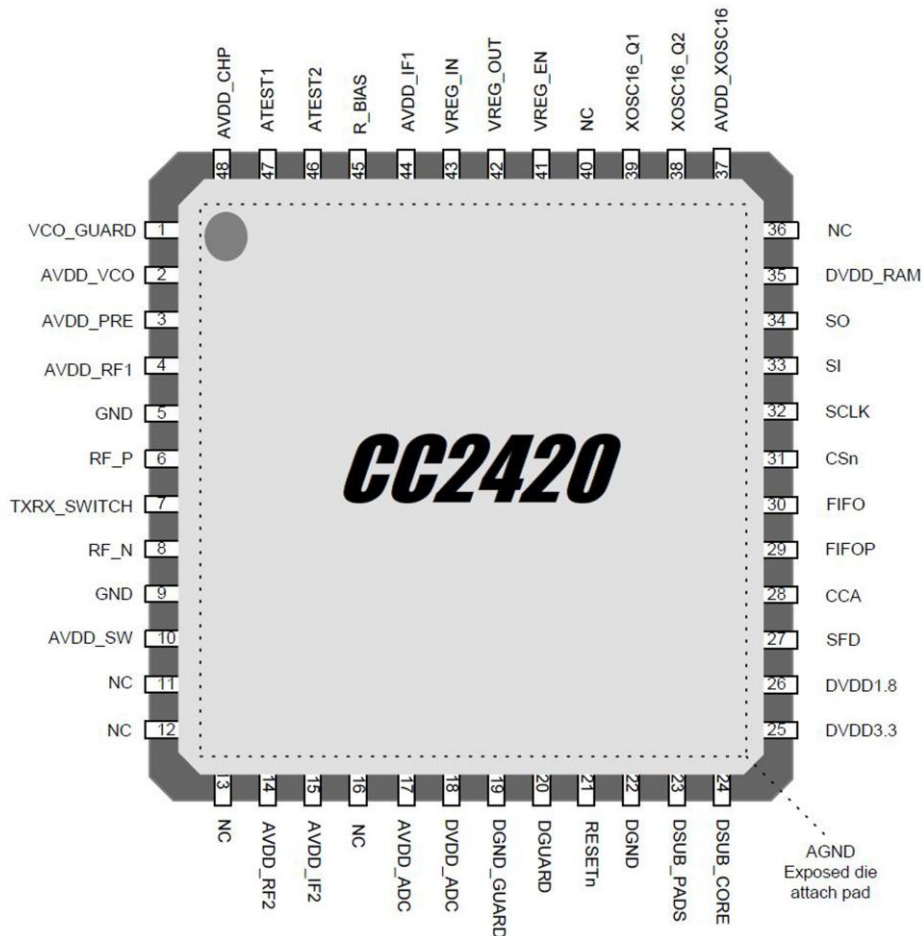 AVDD_CHP
ATEST1
ATEST2
R_BIAS
AVDD_IF1
VREG_IN
VREG_OUT
VREG_EN
NC
XOSC16_Q1
XOSC16_Q2
AVDD_XOSC16
48
47
46
45
44
43
42
41
40
39
38
37
VCO_GUARD 1
AVDD_VCO 2
AVDD_PRE 3
AVDD_RF1 4
GND 5
RF_P 6
TXRX_SWITCH 7
RF_N 8
GND 9
AVDD_SW 10
NC 11
NC 12
CC2420
36 NC
35 DVDD_RAM
34 SO
33 SI
32 SCLK
31 CSn
30 FIFO
29 FIFOP
28 CCA
27 SFD
26 DVDD1.8
25 DVDD3.3
13
14
15
16
17
18
19
20
21
22
23
24
NC
AVDD_RF2
AVDD_IF2
NC
AVDD_ADC
DVDD_ADC
DGND_GUARD
DGUARD
RESETn
DGND
DSUB_PADS
DSUB_CORE
AGND
Exposed die
attach pad